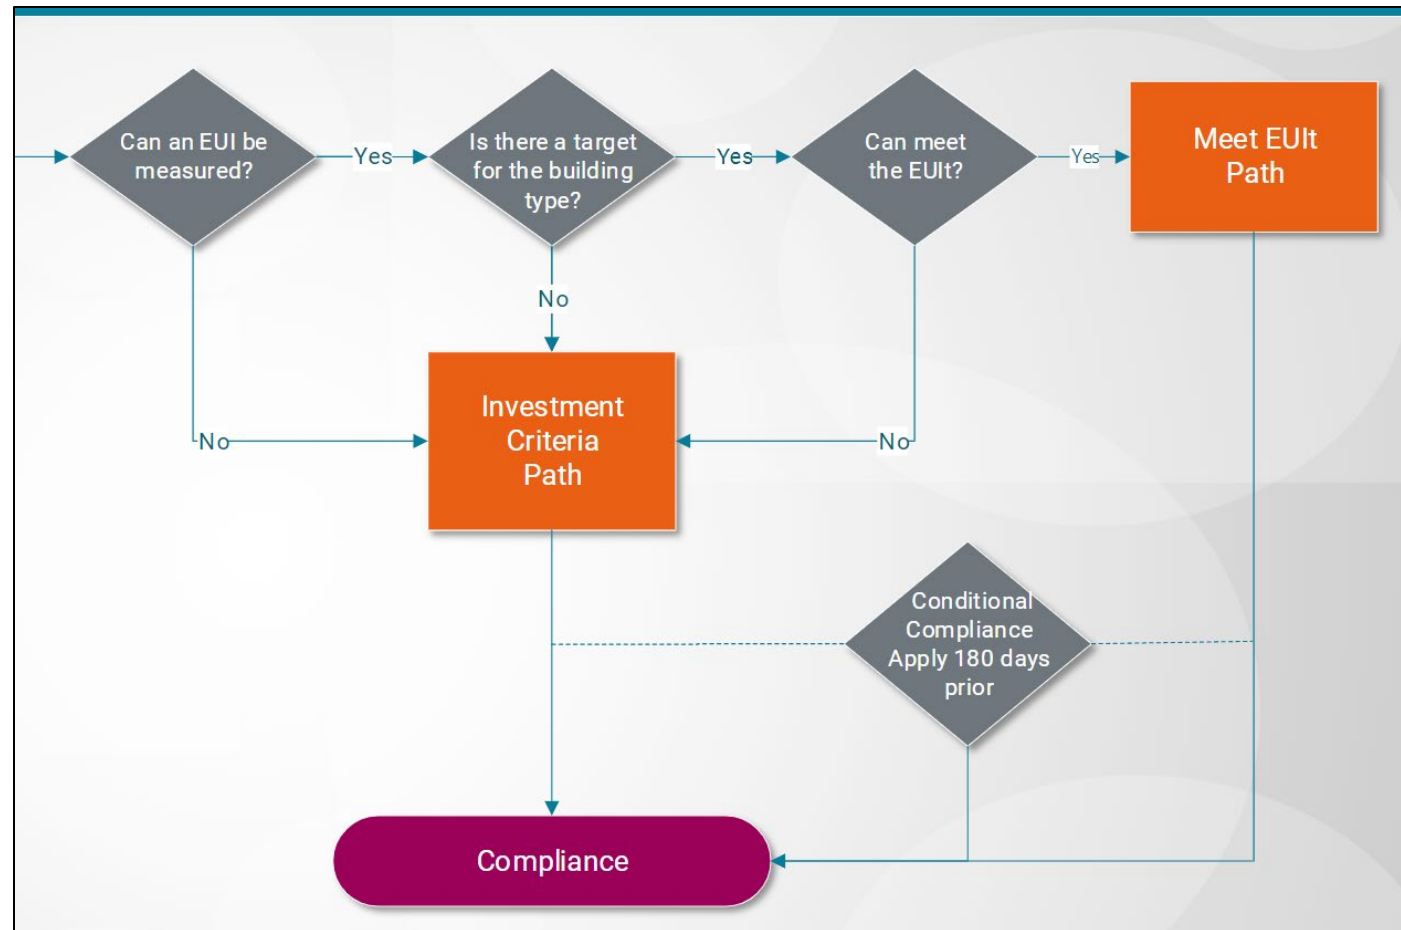 Can an EUI be
measured?
Yes
Is there a target
for the building
type?
Yes
Can meet
the EUIt?
Yes
Meet EUIt
Path
No
No
No
Investment
Criteria
Path
Conditional
Compliance
Apply 180 days
prior
Compliance